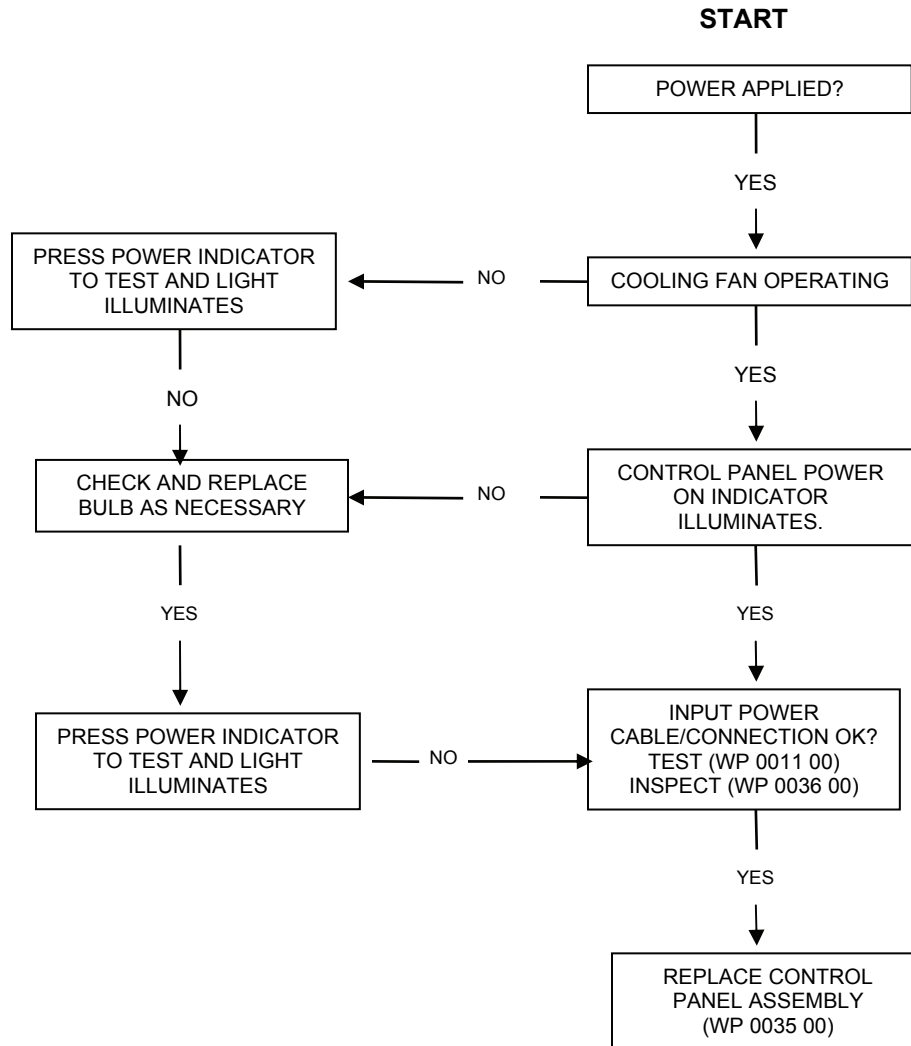 START
POWER APPLIED?
YES
PRESS POWER INDICATOR
TO TEST AND LIGHT
ILLUMINATES
NO
COOLING FAN OPERATING
NO
YES
CHECK AND REPLACE
BULB AS NECESSARY
NO
CONTROL PANEL POWER
ON INDICATOR
ILLUMINATES.
YES
YES
PRESS POWER INDICATOR
TO TEST AND LIGHT
ILLUMINATES
NO
INPUT POWER
CABLE/CONNECTION OK?
TEST (WP 0011 00)
INSPECT (WP 0036 00)
YES
REPLACE CONTROL
PANEL ASSEMBLY
(WP 0035 00)